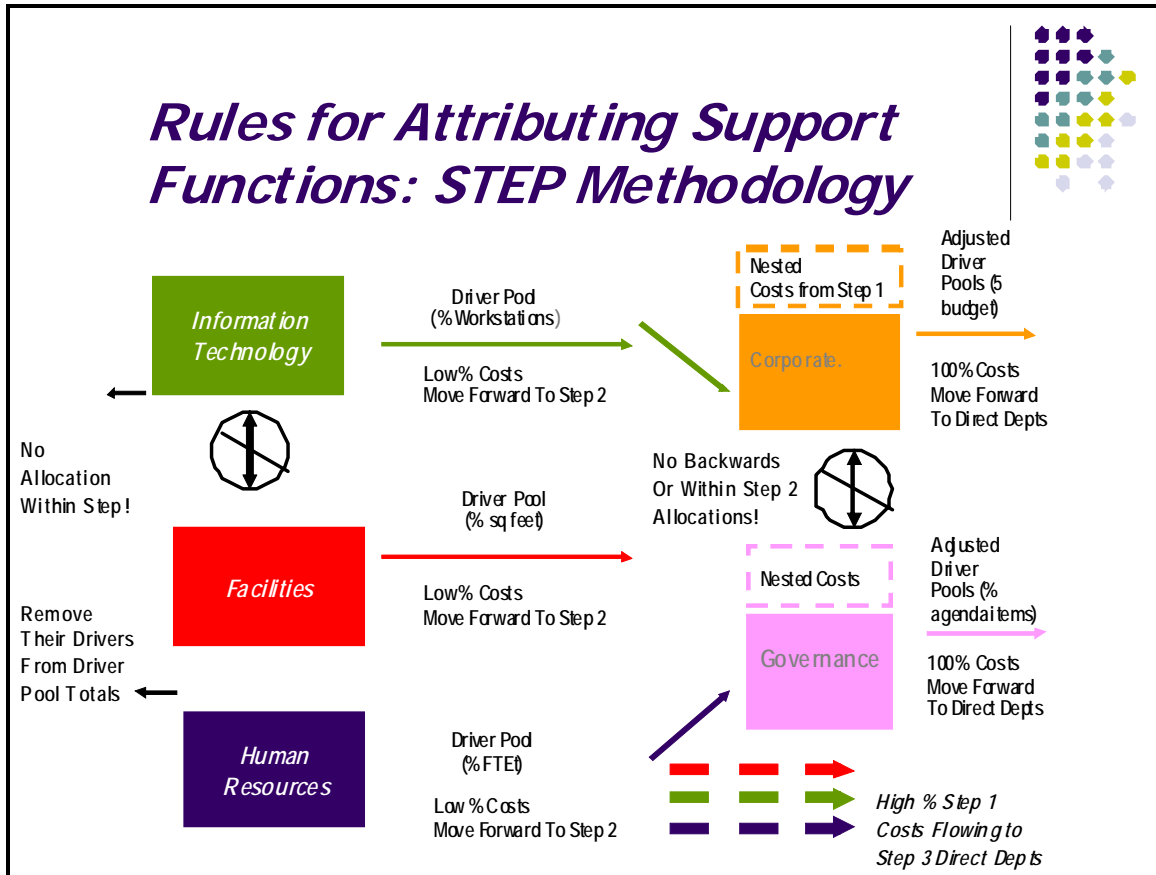 Rules for Attributing Support
Functions: STEP Methodology
Information
Technology
Driver Pool
(% Workstations)
Low % Costs
Move Forward To Step 2
Nested
Costs from Step 1
Corporate.
Adjusted
Driver
Pools (5
budget)
100% Costs
Move Forward
To Direct Depts
No
Allocation
Within Step!
No Backwards
Or Within Step 2
Allocations!
Facilities
Driver Pool
(% sq feet)
Low % Costs
Move Forward To Step 2
Nested Costs
Governance
Adjusted
Driver
Pools (%
agenda items)
100% Costs
Move Forward
To Direct Depts
Remove
Their Drivers
From Driver
Pool Totals
Human
Resources
Driver Pool
(% FTEt)
Low % Costs
Move Forward To Step 2
High % Step 1
Costs Flowing to
Step 3 Direct Depts